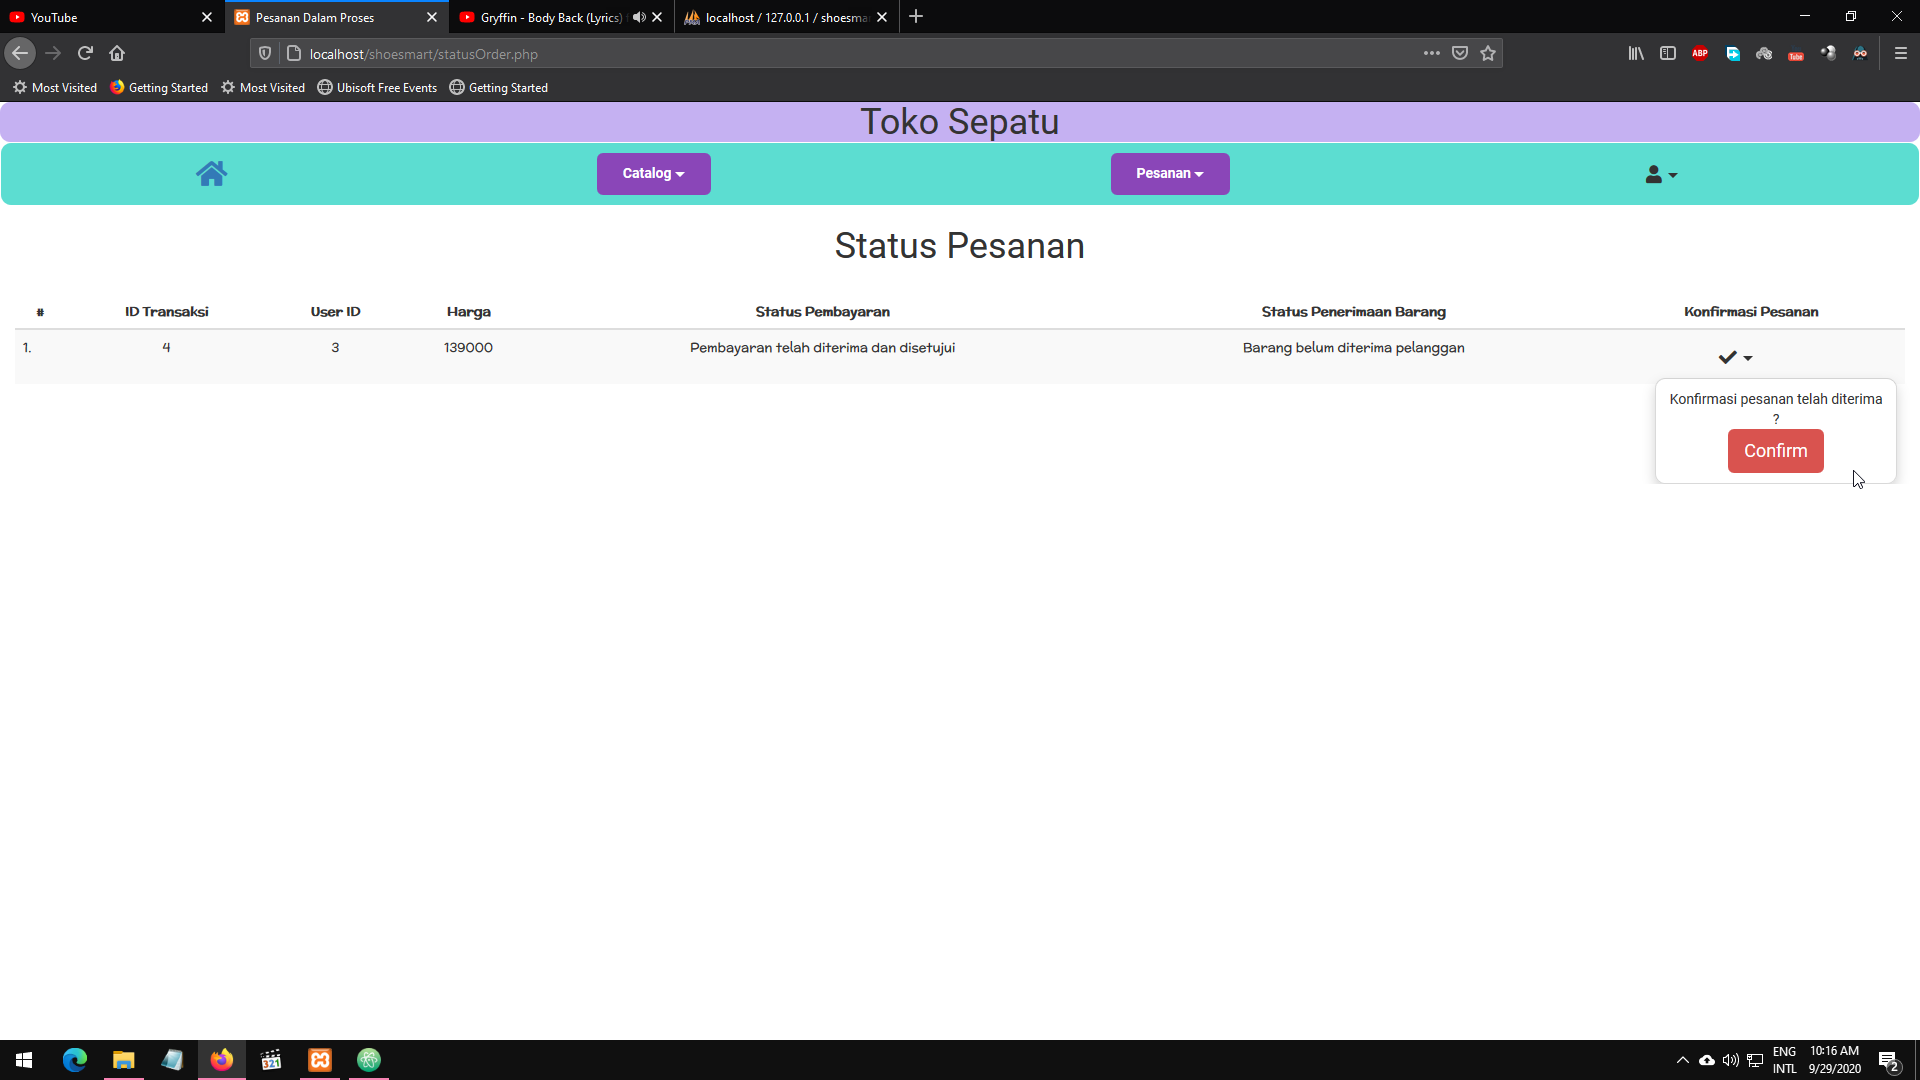 YouTube
Pesanan Dalam Proses
Gryffin - Body Back (Lyrics)
localhost / 127.0.0.1 / shoesma
localhost/shoesmart/statusOrder.php
ABP
Tube
Most Visited
Getting Started
Most Visited
Ubisoft Free Events
Getting Started
Toko Sepatu
Catalog
Pesanan
Status Pesanan
# ID Transaksi User ID Harga Status Pembayaran Status Penerimaan Barang Konfirmasi Pesanan
1. 4 3 139000 Pembayaran telah diterima dan disetujui Barang belum diterima pelanggan
Konfirmasi pesanan telah diterima
?
Confirm
321
ENG
INTL
10:16 AM
9/29/2020
2